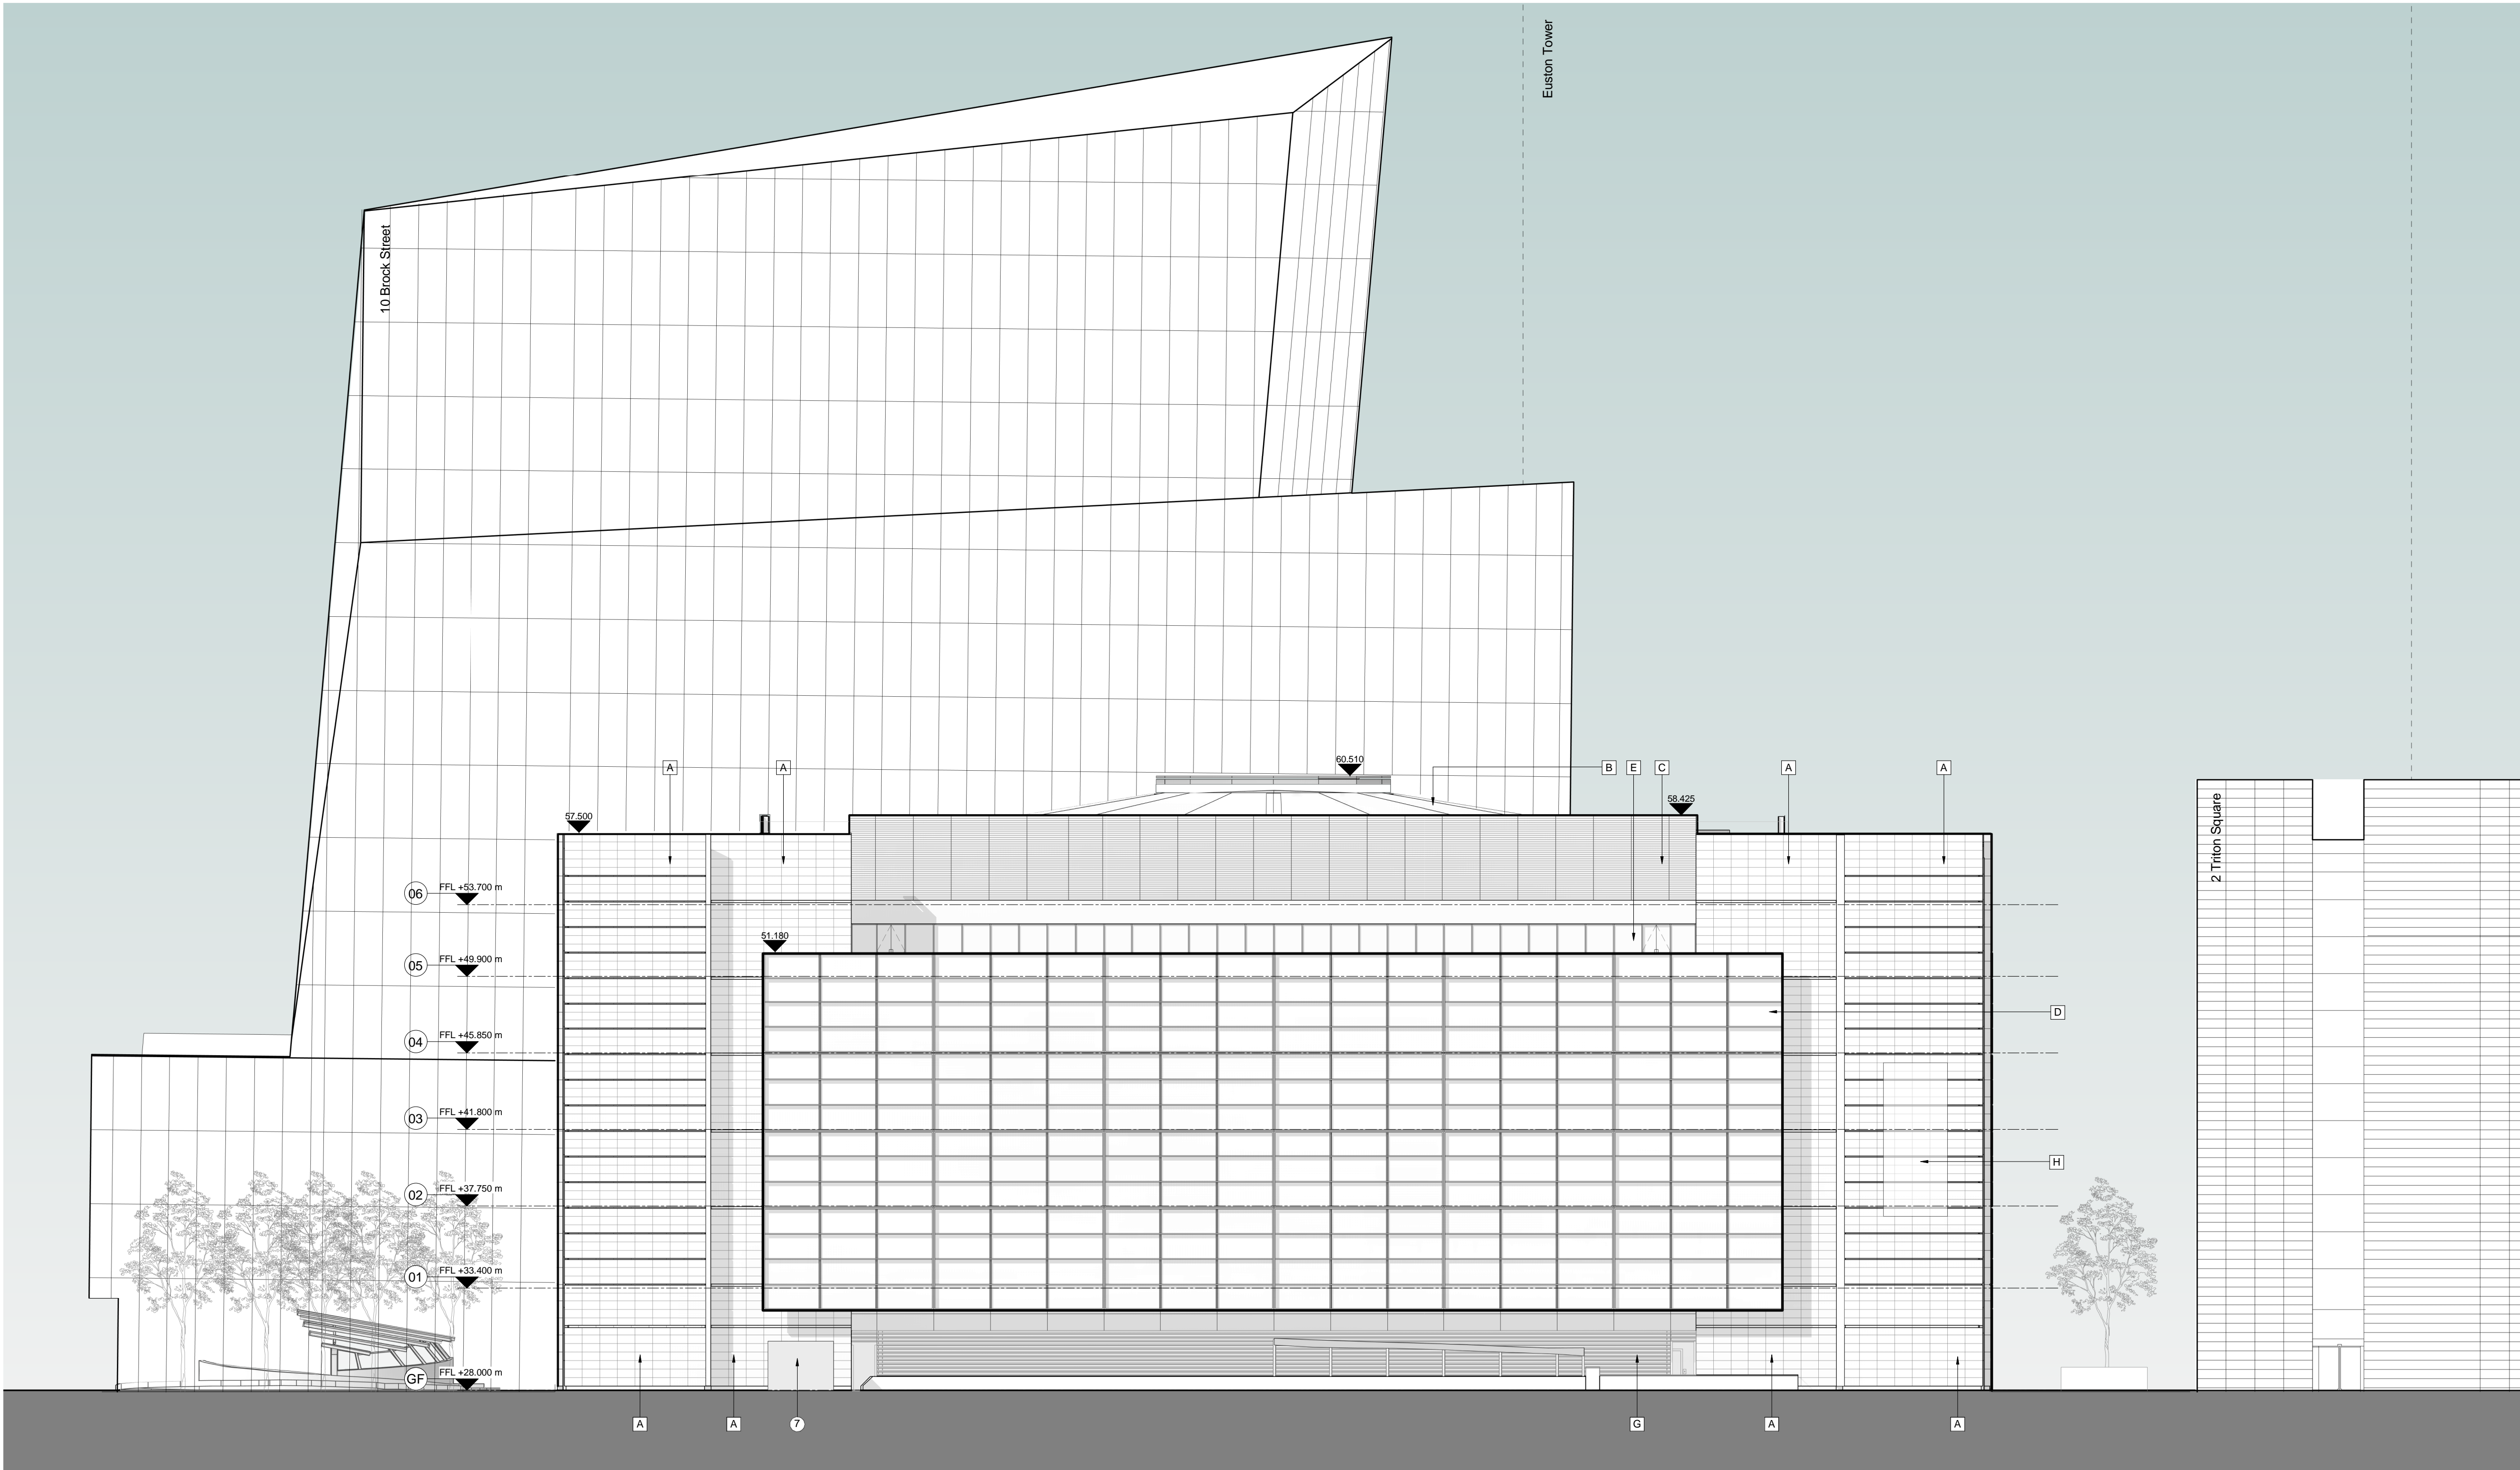 Euston Tower
10 Brock Street
60.510
A
A
B
E
C
A
A
58.425
57.500
2 Triton Square
06
FFL +53.700 m
51.180
05
FFL +49.900 m
D
04
FFL +45.850 m
03
FFL +41.800 m
H
02
FFL +37.750 m
01
FFL +33.400 m
GF
FFL +28.000 m
A
A
7
G
A
A